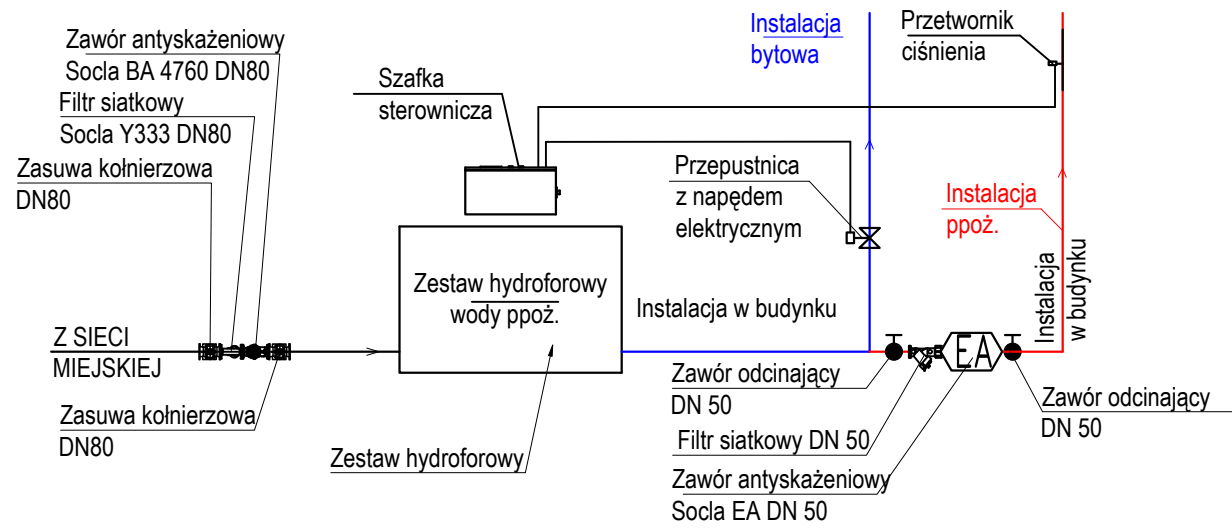 Zawór antyskażeniowy
Socla BA 4760 DN80
Filtr siatkowy
Socla Y333 DN80
Zasuwa kołnierzowa
DN80
Z SIECI
MIEJSKIEJ
Zasuwa kołnierzowa
DN80
Szafka
sterownicza
Zestaw hydroforowy
wody ppoż.
Zestaw hydroforowy
Instalacja w budynku
Instalacja
bytowa
Przepustnica
z napędem
elektrycznym
Przetwornik
ciśnienia
Instalacja
ppoż.
Instalacja
w budynku
EA
Zawór odcinający
DN 50
Filtr siatkowy DN 50
Zawór antyskażeniowy
Socla EA DN 50
Zawór odcinający
DN 50